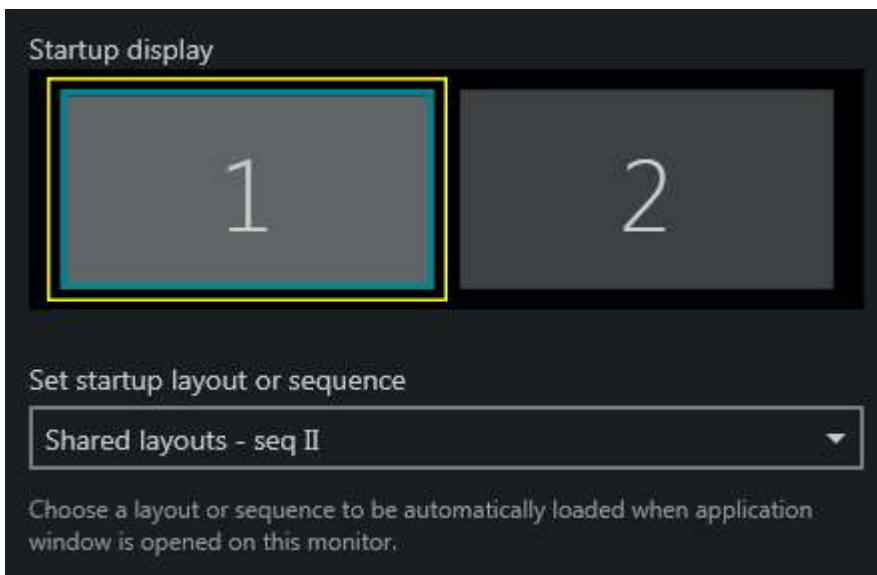 Startup display
1
2
Set startup layout or sequence
Shared layouts - seq II
Choose a layout or sequence to be automatically loaded when application
window is opened on this monitor.